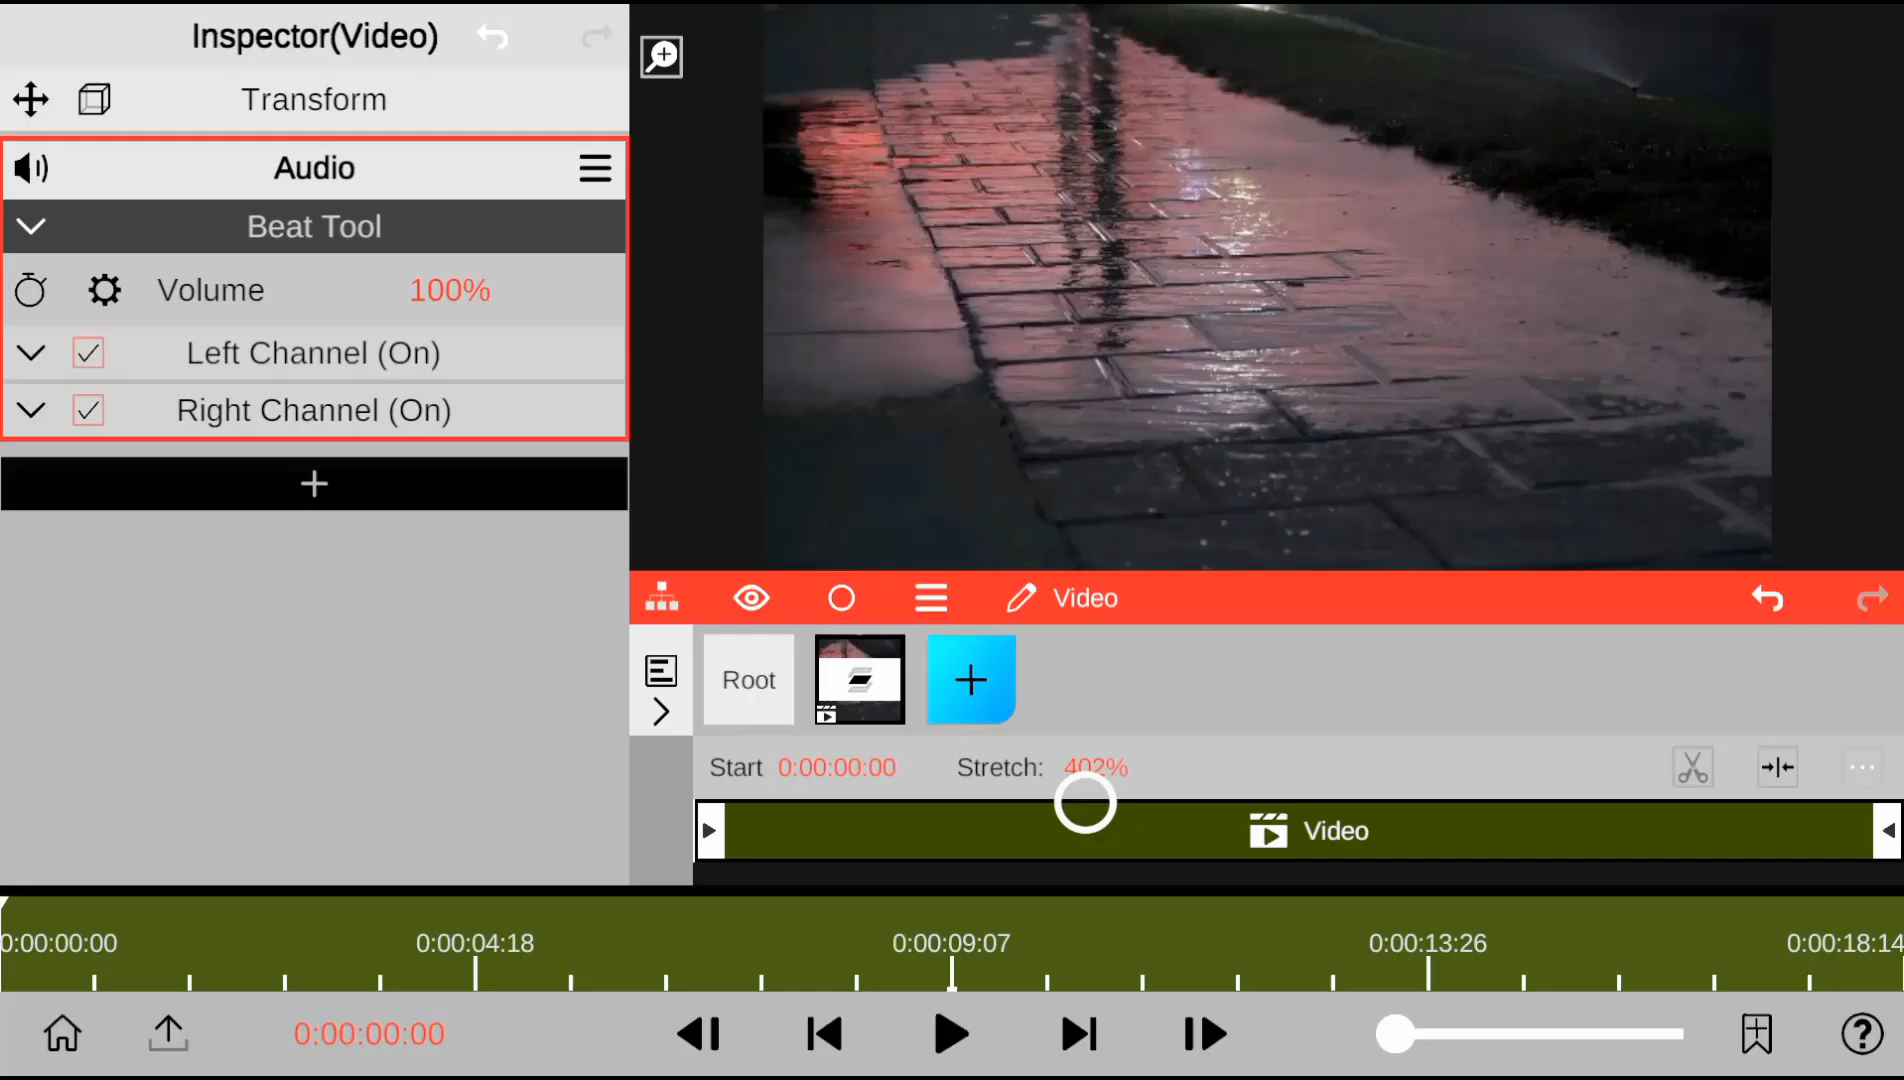 Inspector(Video)
Transform
Audio
Beat Tool
Volume 100%
Left Channel (On)
Right Channel (On)
Video
Root
Start 0:00:00:00 Stretch: 402%
Video
0:00:00:00 0:00:04:18 0:00:09:07 0:00:13:26 0:00:18:14
0:00:00:00